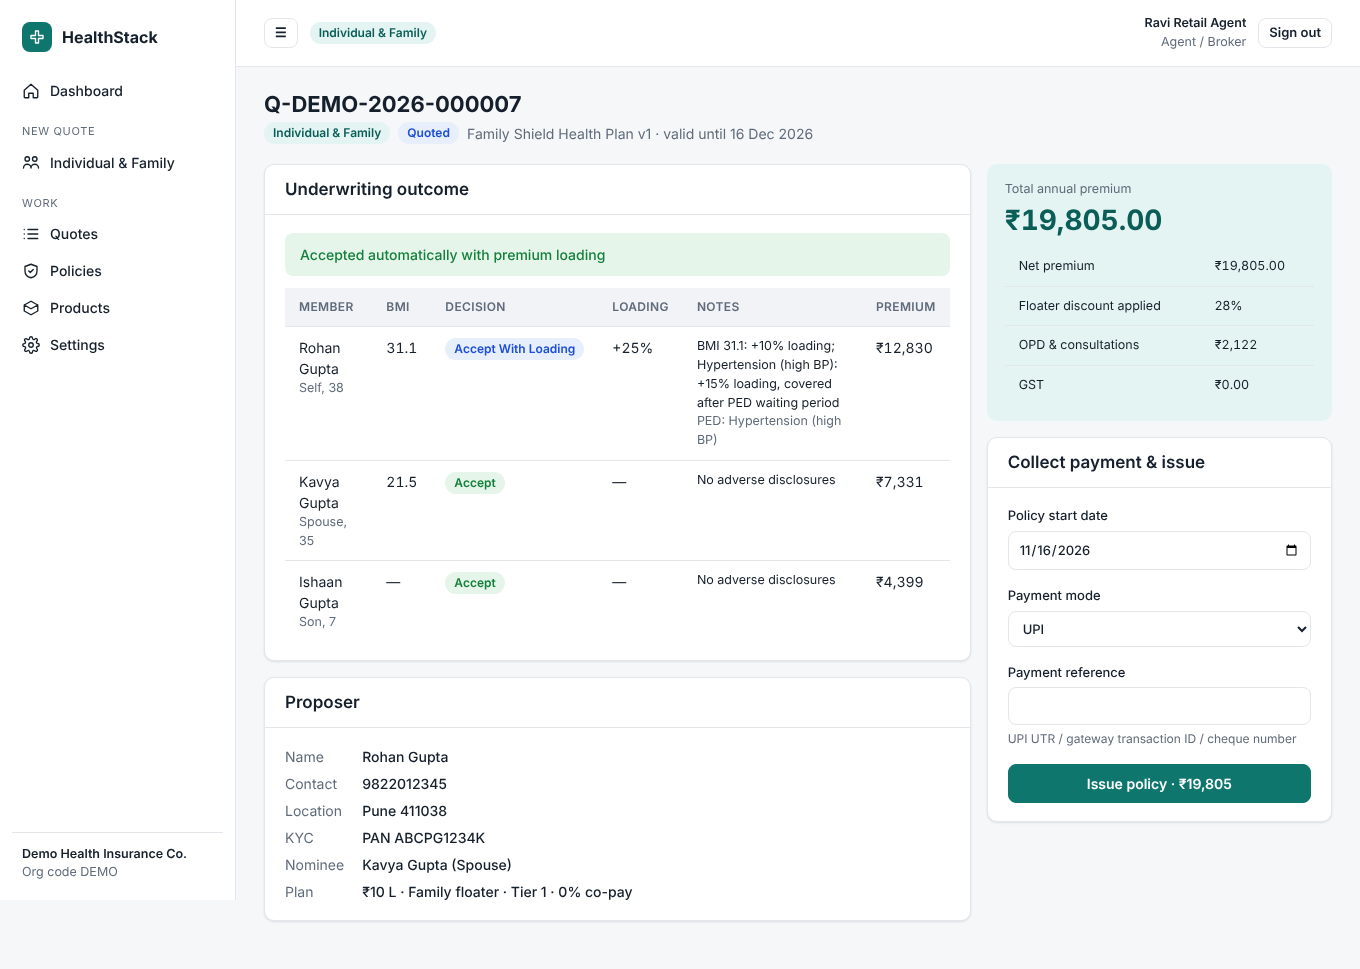 HealthStack
Dashboard
NEW QUOTE
Individual & Family
WORK
Quotes
Policies
Products
Settings
Demo Health Insurance Co.
Org code DEMO
☰
Individual & Family
Ravi Retail Agent
Agent / Broker
Sign out
Q-DEMO-2026-000007
Individual & Family Quoted Family Shield Health Plan v1 · valid until 16 Dec 2026
Underwriting outcome
Accepted automatically with premium loading
MEMBER BMI DECISION LOADING NOTES PREMIUM
Rohan Gupta
Self, 38
31.1
Accept With Loading
+25%
BMI 31.1: +10% loading;
Hypertension (high BP):
+15% loading, covered
after PED waiting period
PED: Hypertension (high
BP)
₹12,830
Kavya
Gupta
Spouse,
35
21.5
Accept
—
No adverse disclosures
₹7,331
Ishaan
Gupta
Son, 7
—
Accept
—
No adverse disclosures
₹4,399
Proposer
Name Rohan Gupta
Contact 9822012345
Location Pune 411038
KYC PAN ABCPG1234K
Nominee Kavya Gupta (Spouse)
Plan ₹10 L · Family floater · Tier 1 · 0% co-pay
Total annual premium
₹19,805.00
Net premium ₹19,805.00
Floater discount applied 28%
OPD & consultations ₹2,122
GST ₹0.00
Collect payment & issue
Policy start date
11/16/2026
Payment mode
UPI
Payment reference
UPI UTR / gateway transaction ID / cheque number
Issue policy · ₹19,805